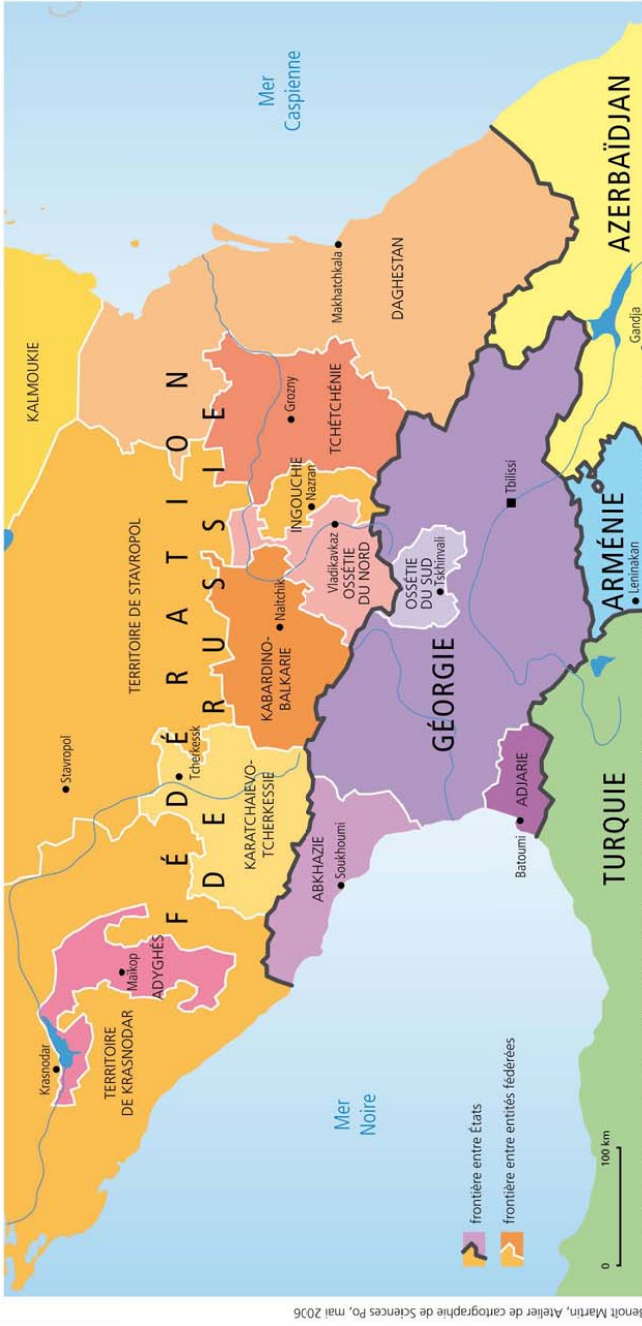 KALMOUKIE
Mer
Caspienne
TERRITOIRE DE STAVROPOL
Stavropol
Krasnodar
Maïkop
ADYGHÉS
TERRITOIRE
DE KRASNODAR
FÉDÉRATION
DE RUSSIE
Tcherkessk
KARATCHAIEVO-
TCHERKESSIE
Naltchik
KABARDINO-
BALKARIE
INGOUCHIE
Nazran
Grozny
TCHÉTCHÉNIE
Makhatchkala
DAGHESTAN
Vladikavkaz
OSSÉTIE
DU NORD
OSSÉTIE
DU SUD
Tskhinvali
ABKHAZIE
Soukhoumi
GÉORGIE
Tbilissi
Mer
Noire
Batoumi
ADJARIE
TURQUIE
ARMÉNIE
Leninakan
AZERBAÏDJAN
Gandja
frontière entre États
frontière entre entités fédérées
0 100 km
Benoît Martin, Atelier de cartographie de Sciences Po, mai 2006